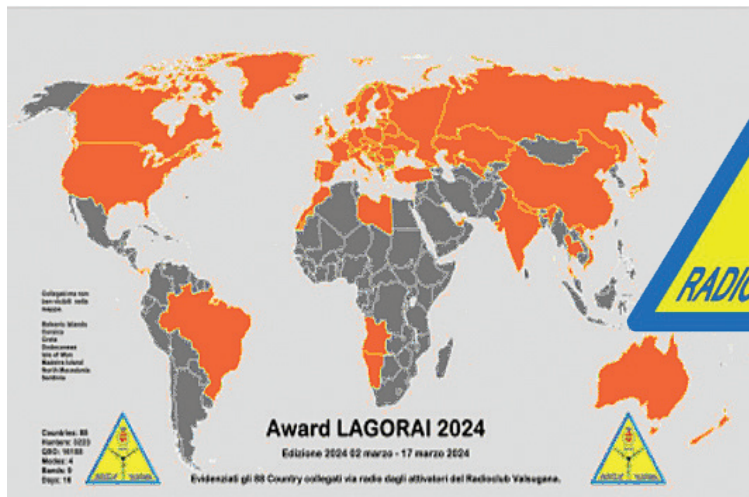 Collegati ma non
ben visibili nella
mappa.
Balearic Islands
Corsica
Crete
Dodecanese
Isle of Man
Madeira Island
North Macedonia
Sardinia
Countries: 88
QSO:
Modes: 4
Bands: 9
Days: 16
Award LAGORAI 2024
Edizione 2024 02 marzo - 17 marzo 2024
Evidenziati gli 88 Country collegati via radio dagli attivatori del Radioclub Valsugana.
RADIO